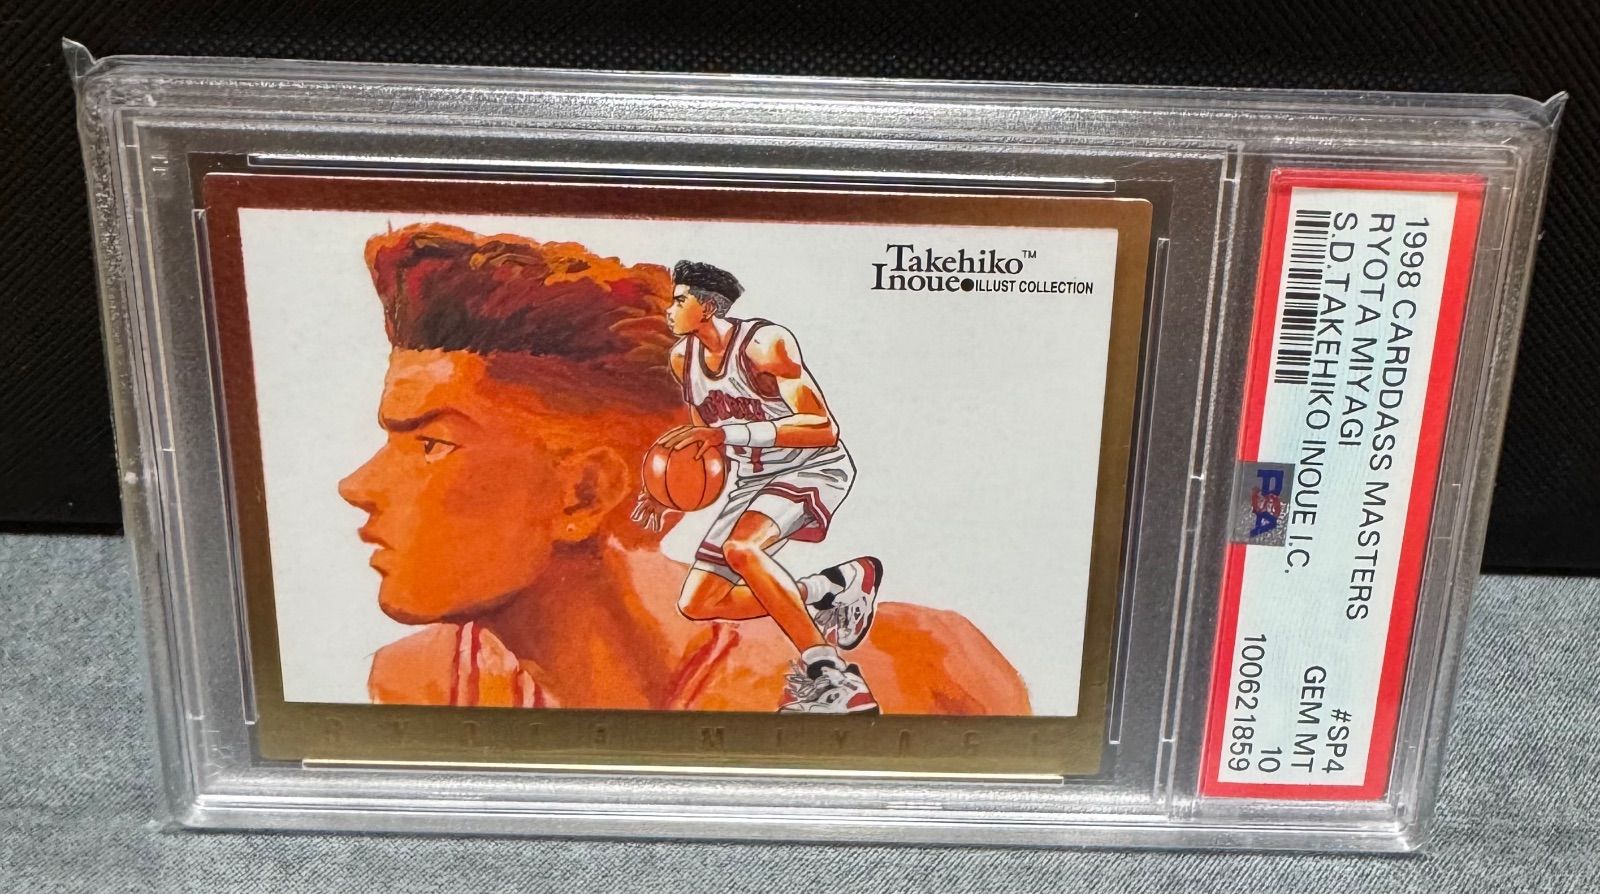 Takehiko™
Inoue●ILLUST COLLECTION
RYOTA MIYAGI
1998 CARDDASS MASTERS
RYOTA MIYAGI
S.D.TAKEHIKO INOUE I.C.
#SP4
GEM MT
10
100621859
PSA